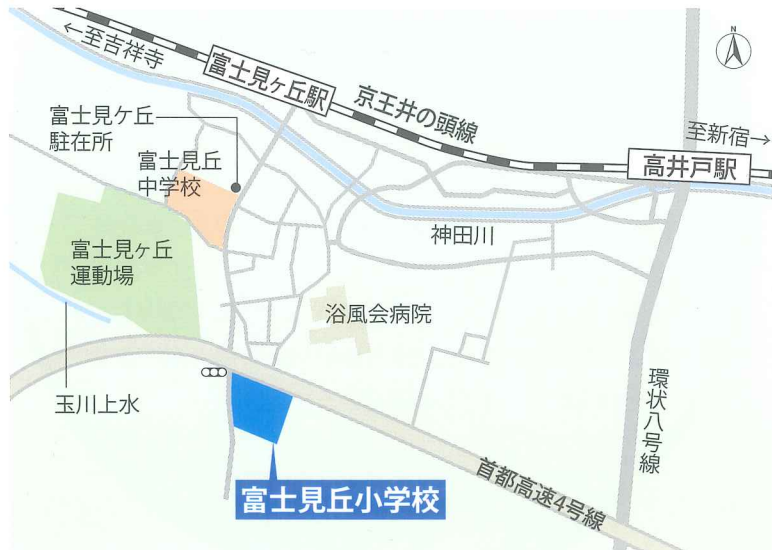 N
←至吉祥寺
富士見ヶ丘駅
京王井の頭線
至新宿→
高井戸駅
富士見ケ丘
駐在所
富士見丘
中学校
神田川
富士見ヶ丘
運動場
浴風会病院
玉川上水
環状八号線
首都高速4号線
富士見丘小学校